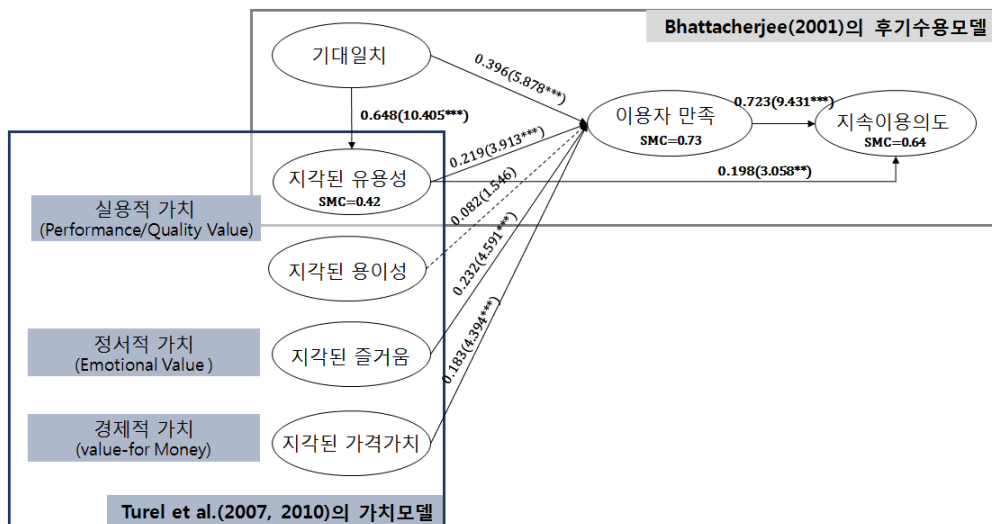 Bhattacherjee(2001)의 후기수용모델
기대일치
0.396(5.878***)
0.648(10.405***)
이용자 만족
SMC=0.73
0.723(9.431***)
지속이용의도
SMC=0.64
0.219(3.913***)
지각된 유용성
SMC=0.42
0.198(3.058**)
0.082(1.546)
실용적 가치
(Performance/Quality Value)
지각된 용이성
0.232(4.591***)
정서적 가치
(Emotional Value )
지각된 즐거움
0.183(4.394***)
경제적 가치
(value-for Money)
지각된 가격가치
Turel et al.(2007, 2010)의 가치모델